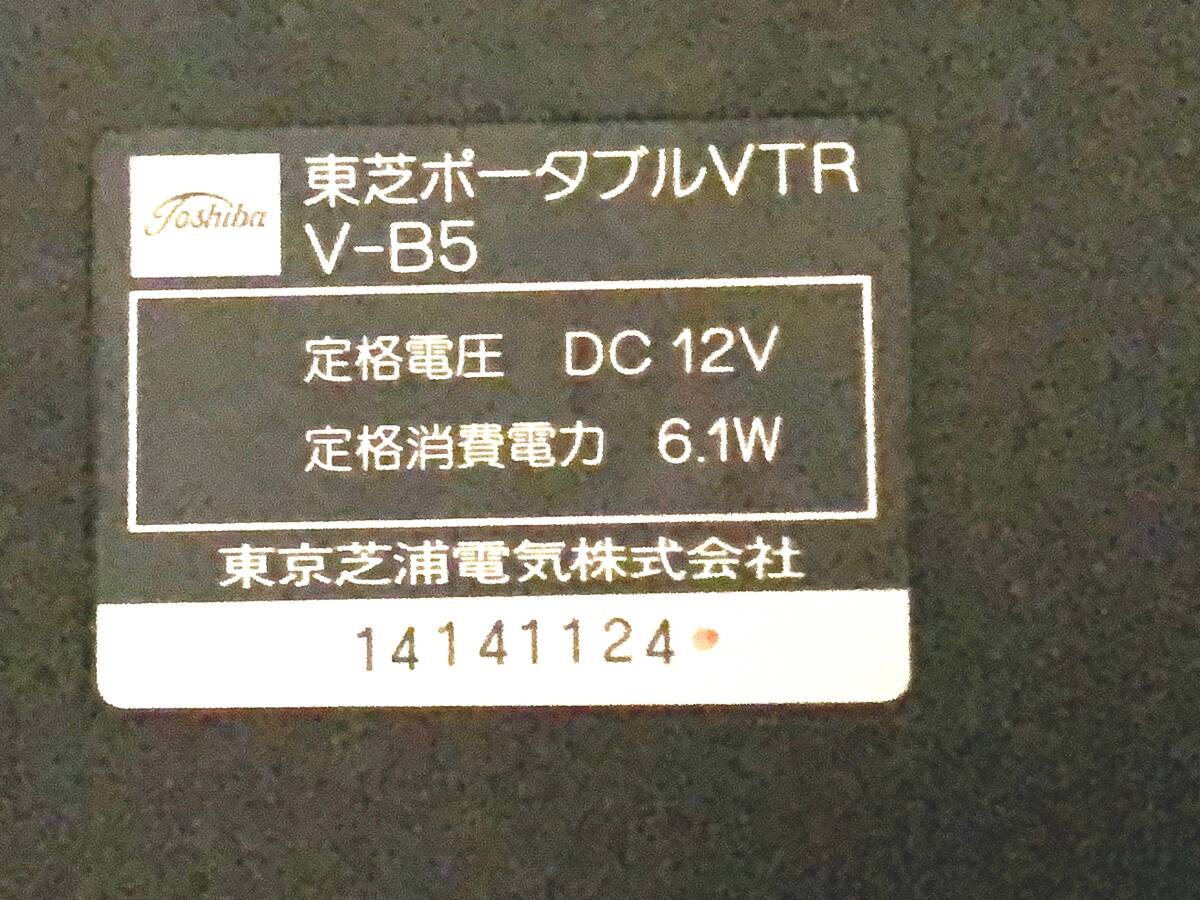 Toshiba
東芝ポータブルVTR
V-B5
定格電圧 DC 12V
定格消費電力 6.1W
東京芝浦電気株式会社
14141124